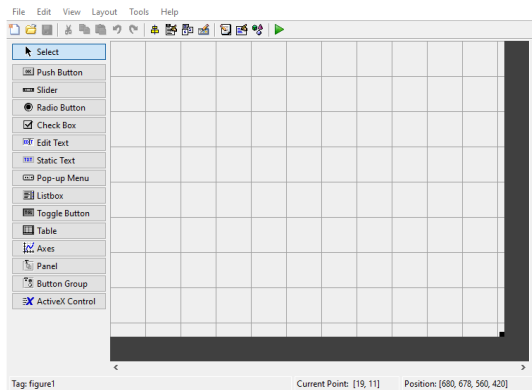 File Edit View Layout Tools Help
Select
Push Button
Slider
Radio Button
Check Box
Edit Text
Static Text
Pop-up Menu
Listbox
Toggle Button
Table
Axes
Panel
Button Group
ActiveX Control
Tag: figure1 Current Point: [19, 11] Position: [680, 678, 560, 420]